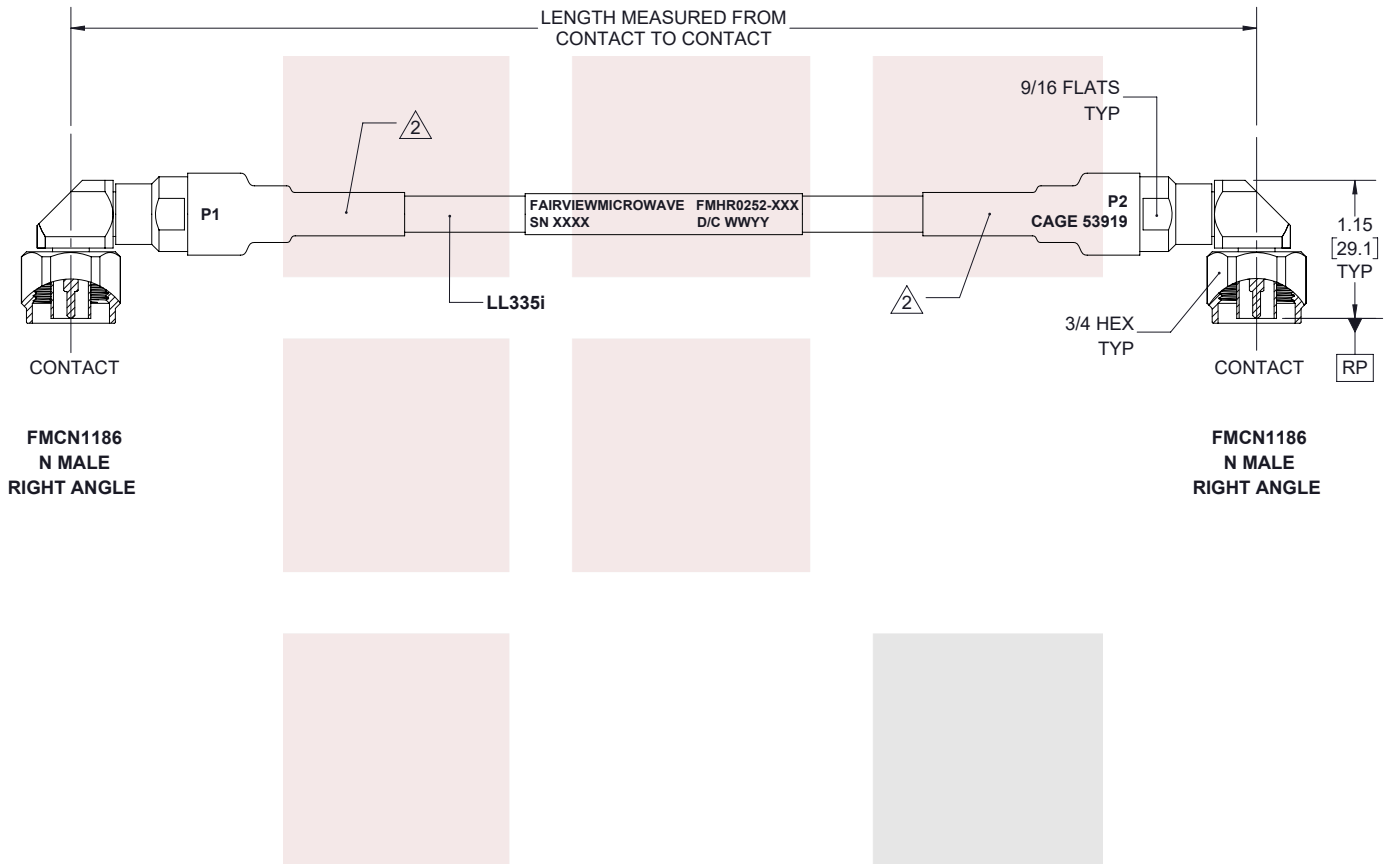 LENGTH MEASURED FROM
CONTACT TO CONTACT
9/16 FLATS
TYP
2
P1
FAIRVIEWMICROWAVE FMHR0252-XXX
SN XXXX D/C WWYY
P2
CAGE 53919
1.15
[29.1]
TYP
LL335i
2
3/4 HEX
TYP
CONTACT
CONTACT
RP
FMCN1186
N MALE
RIGHT ANGLE
FMCN1186
N MALE
RIGHT ANGLE